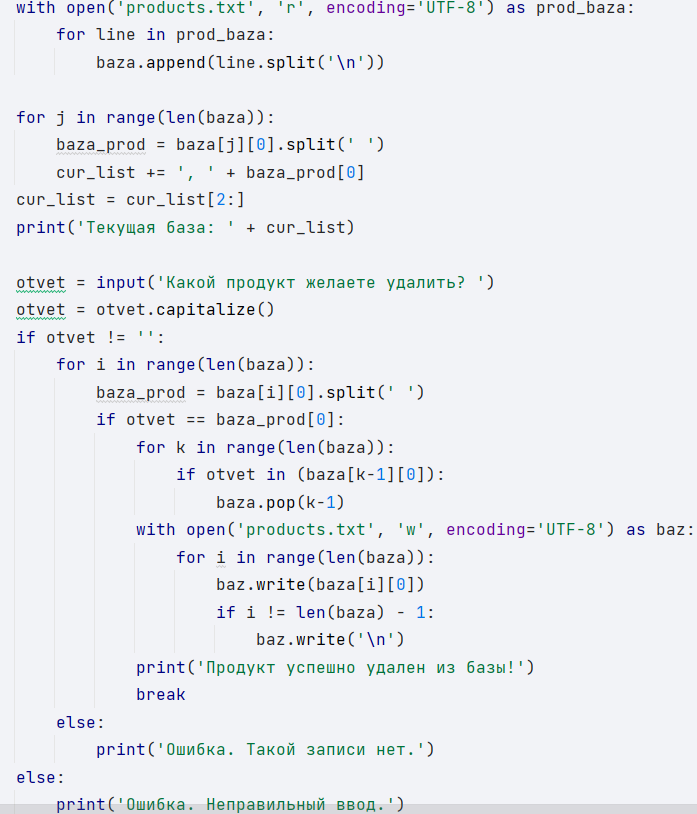 with open('products.txt', 'r', encoding='UTF-8') as prod_baza:
    for line in prod_baza:
        baza.append(line.split('\n'))

for j in range(len(baza)):
    baza_prod = baza[j][0].split(' ')
    cur_list += ', ' + baza_prod[0]
cur_list = cur_list[2:]
print('Текущая база: ' + cur_list)

otvet = input('Какой продукт желаете удалить? ')
otvet = otvet.capitalize()
if otvet != '':
    for i in range(len(baza)):
        baza_prod = baza[i][0].split(' ')
        if otvet == baza_prod[0]:
            for k in range(len(baza)):
                if otvet in (baza[k-1][0]):
                    baza.pop(k-1)
            with open('products.txt', 'w', encoding='UTF-8') as baz:
                for i in range(len(baza)):
                    baz.write(baza[i][0])
                    if i != len(baza) - 1:
                        baz.write('\n')
            print('Продукт успешно удален из базы!')
            break
    else:
        print('Ошибка. Такой записи нет.')
else:
    print('Ошибка. Неправильный ввод.')